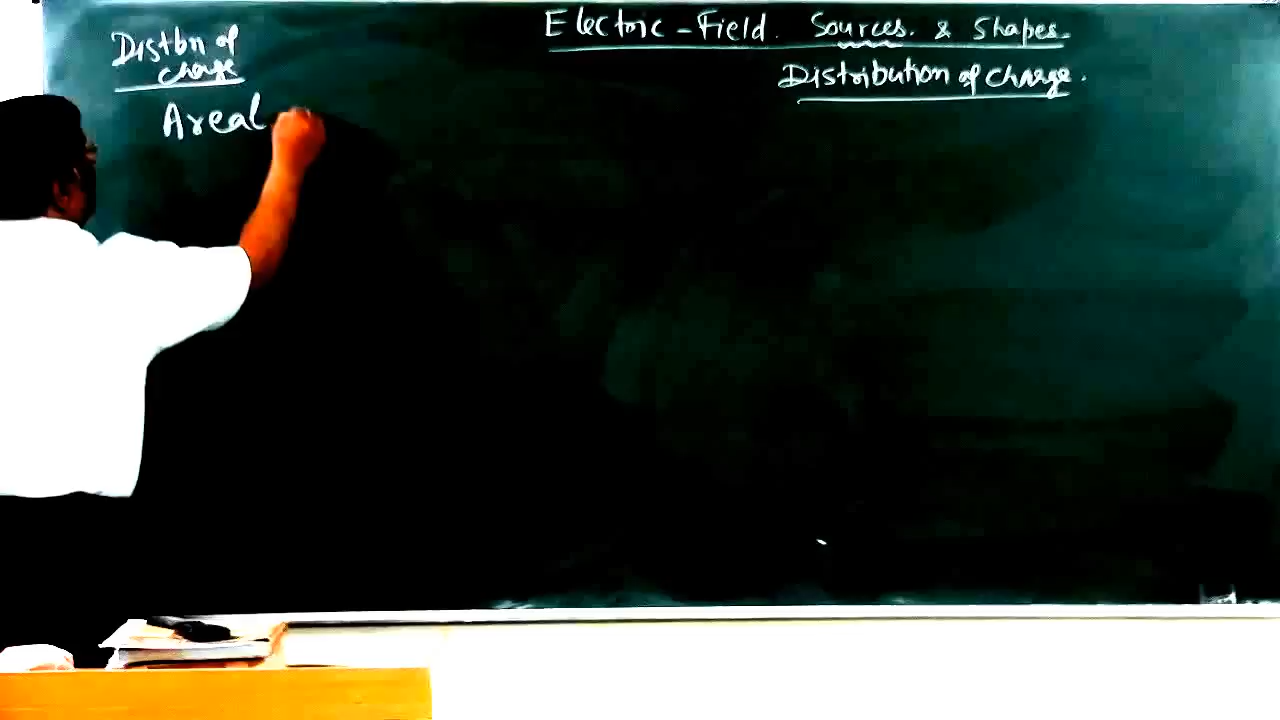 Electric - Field. Sources. & Shapes.
Distribution of charge.
Distbn of
charge
Areal